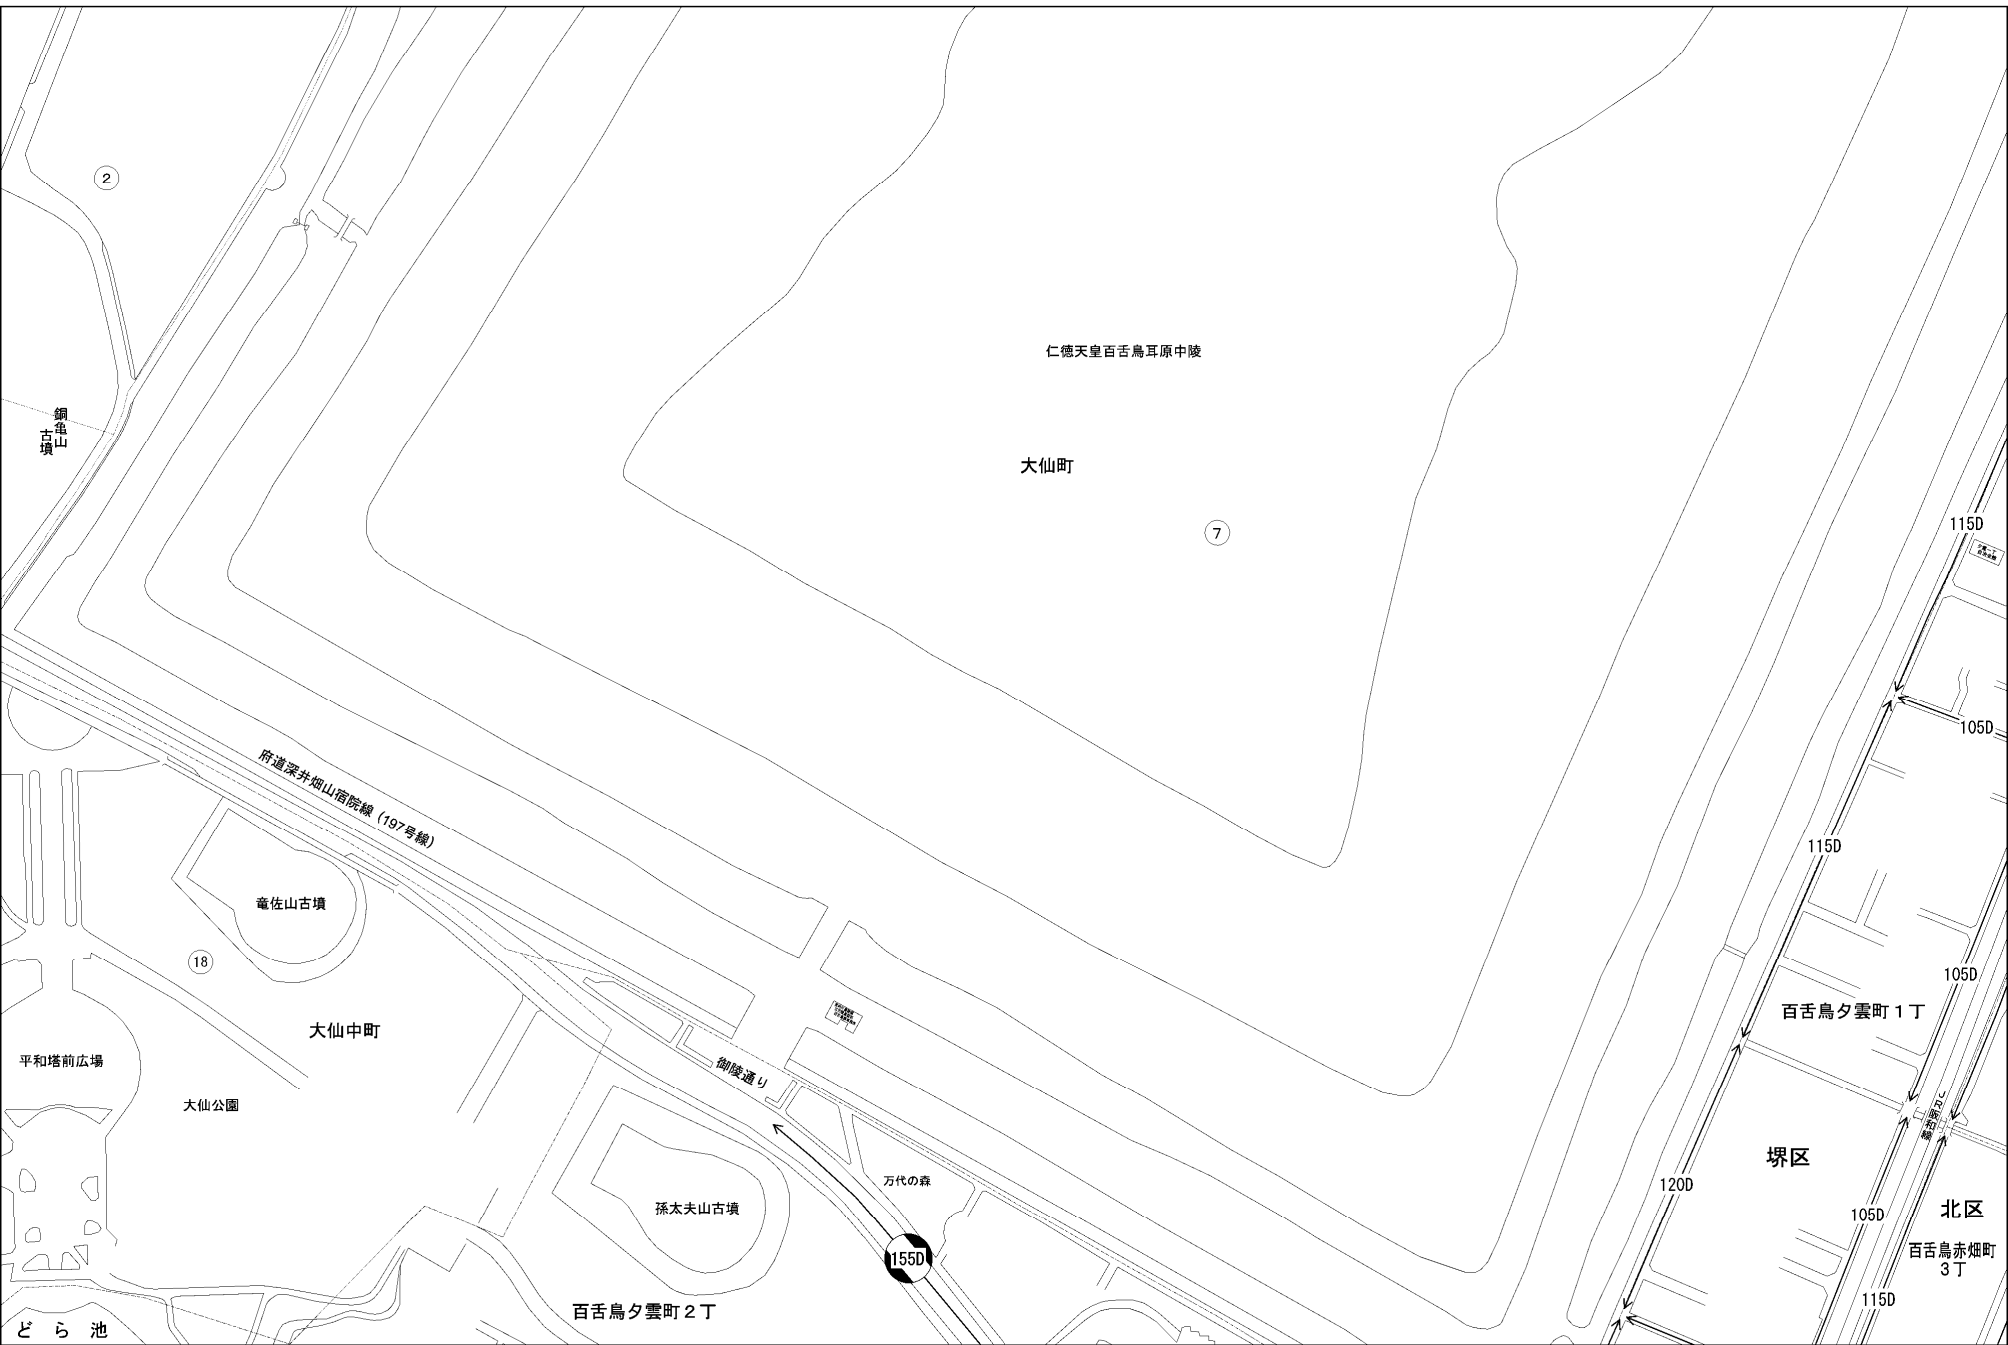 2
仁徳天皇百舌鳥耳原中陵
銅亀山
古墳
大仙町
7
115D
105D
府道深井畑山宿院線（197号線）
115D
竜佐山古墳
18
105D
百舌鳥夕雲町１丁
大仙中町
平和塔前広場
御陵通り
大仙公園
ＪＲ阪和線
堺区
万代の森
120D
孫太夫山古墳
105D
北区
155D
百舌鳥赤畑町
３丁
115D
百舌鳥夕雲町２丁
どら池